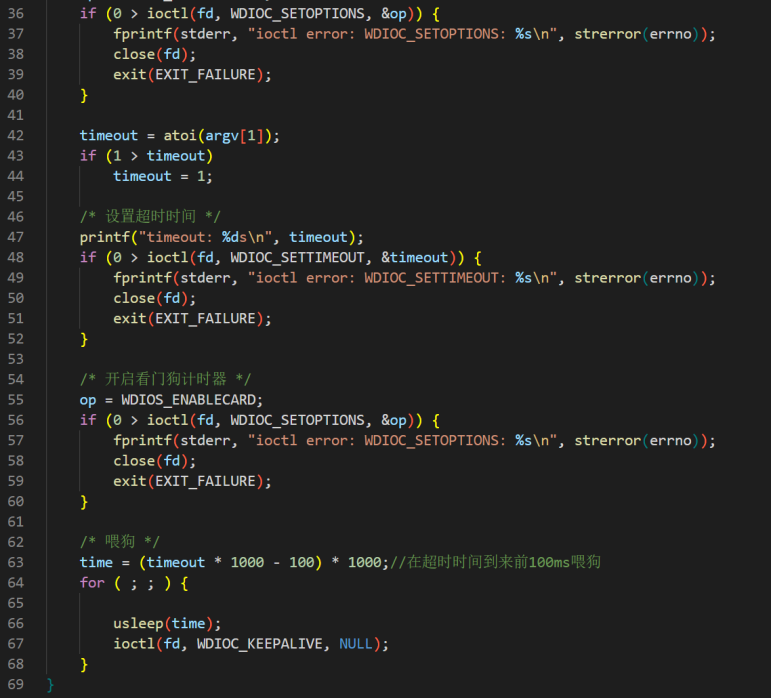 36 if (0 > ioctl(fd, WDIOC_SETOPTIONS, &op)) {
37 fprintf(stderr, "ioctl error: WDIOC_SETOPTIONS: %s\n", strerror(errno));
38 close(fd);
39 exit(EXIT_FAILURE);
40 }
41
42 timeout = atoi(argv[1]);
43 if (1 > timeout)
44 timeout = 1;
45
46 /* 设置超时时间 */
47 printf("timeout: %ds\n", timeout);
48 if (0 > ioctl(fd, WDIOC_SETTIMEOUT, &timeout)) {
49 fprintf(stderr, "ioctl error: WDIOC_SETTIMEOUT: %s\n", strerror(errno));
50 close(fd);
51 exit(EXIT_FAILURE);
52 }
53
54 /* 开启看门狗计时器 */
55 op = WDIOS_ENABLECARD;
56 if (0 > ioctl(fd, WDIOC_SETOPTIONS, &op)) {
57 fprintf(stderr, "ioctl error: WDIOC_SETOPTIONS: %s\n", strerror(errno));
58 close(fd);
59 exit(EXIT_FAILURE);
60 }
61
62 /* 喂狗 */
63 time = (timeout * 1000 - 100) * 1000;//在超时时间到来前100ms喂狗
64 for ( ; ; ) {
65
66 usleep(time);
67 ioctl(fd, WDIOC_KEEPALIVE, NULL);
68 }
69 }